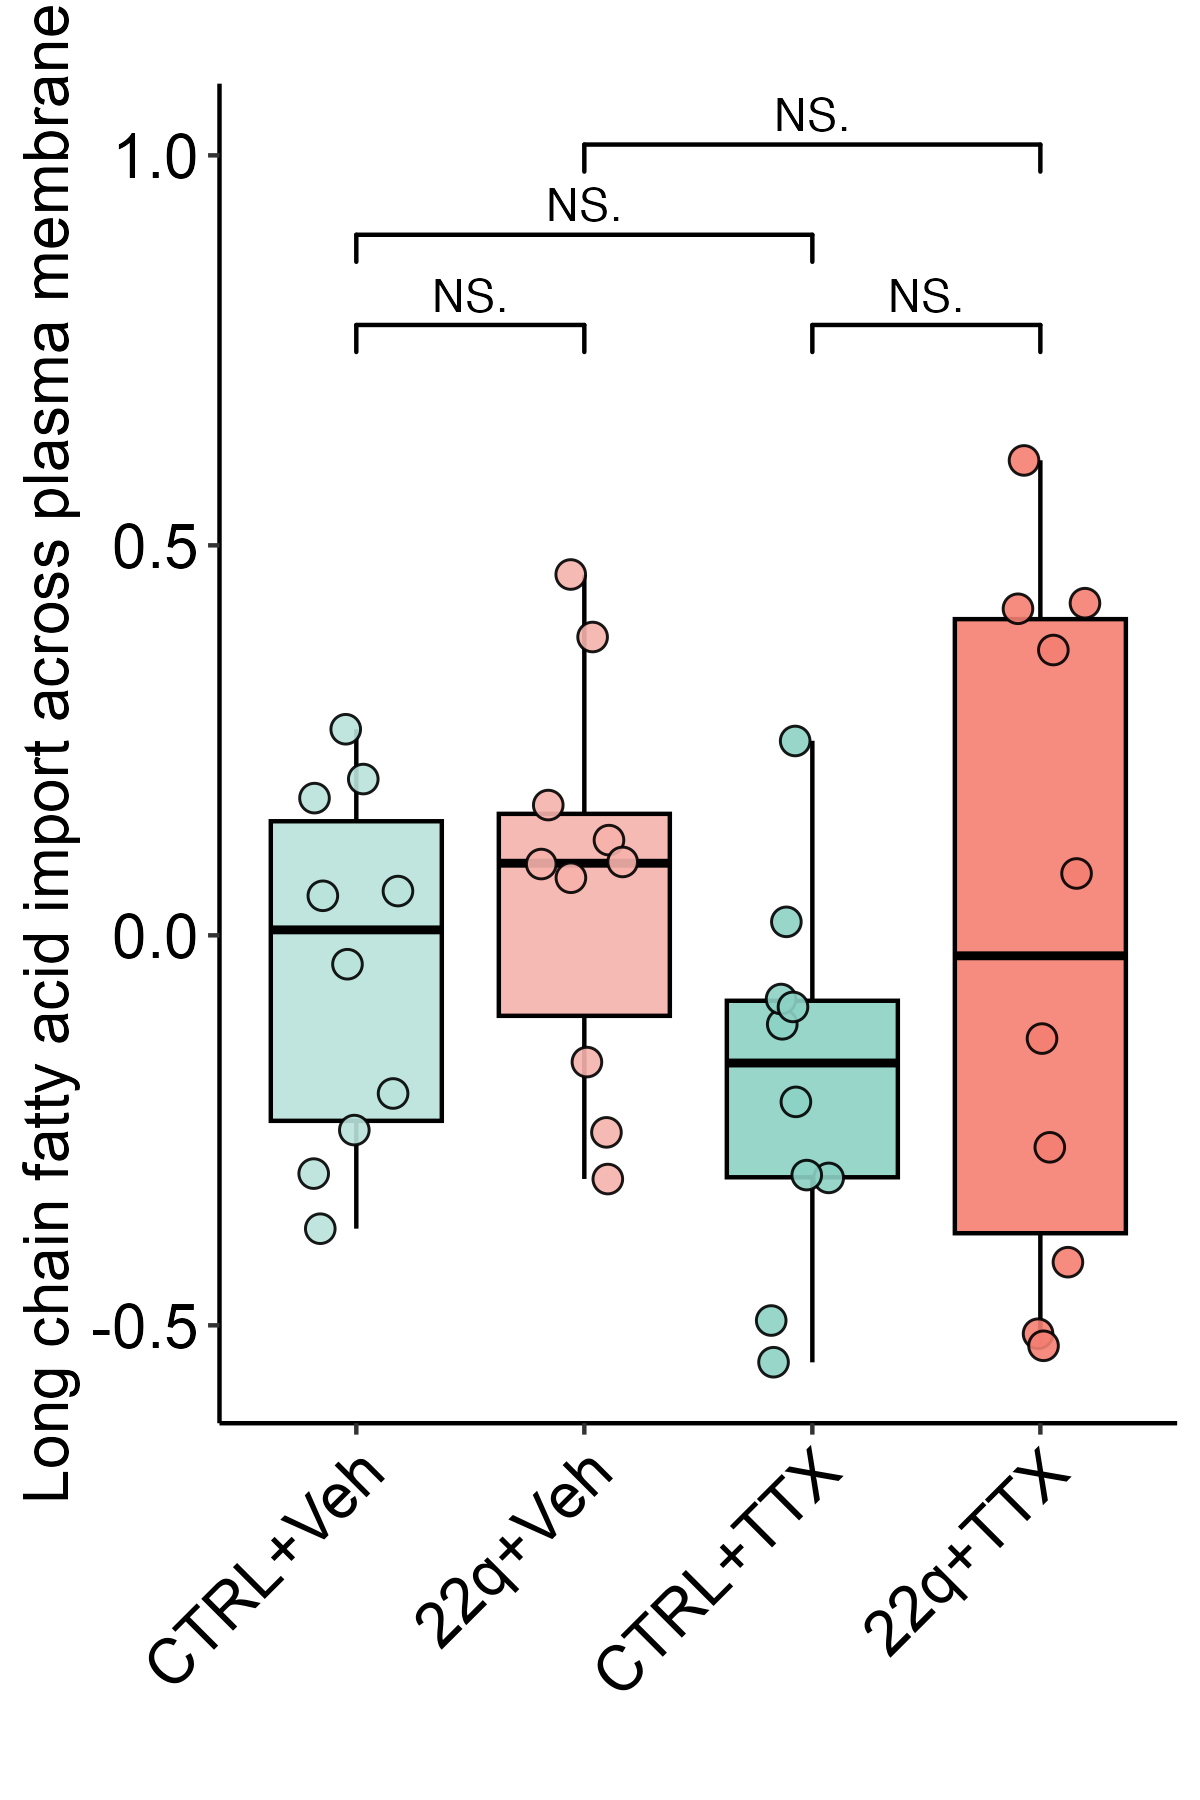 Long chain fatty acid import across plasma membrane
1.0
0.5
0.0
-0.5
NS.
NS.
NS.
NS.
CTRL+Veh
22q+Veh
CTRL+TTX
22q+TTX